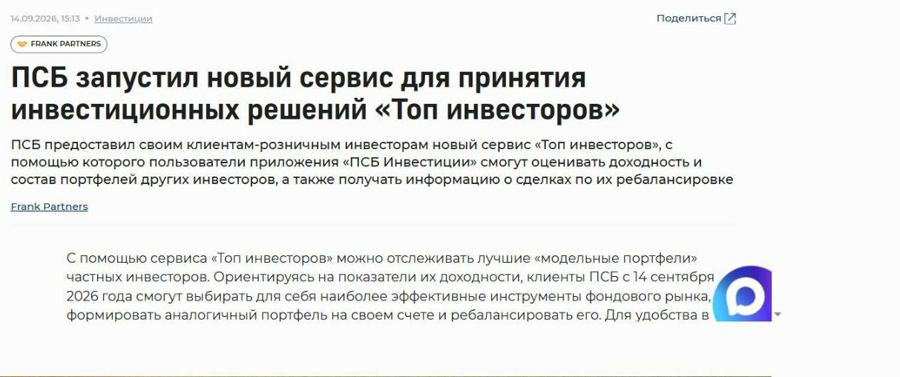 14.09.2026, 15:13 • Инвестиции
Поделиться
FRANK PARTNERS
ПСБ запустил новый сервис для принятия
инвестиционных решений «Топ инвесторов»
ПСБ предоставил своим клиентам-розничным инвесторам новый сервис «Топ инвесторов», с
помощью которого пользователи приложения «ПСБ Инвестиции» смогут оценивать доходность и
состав портфелей других инвесторов, а также получать информацию о сделках по их ребалансировке
Frank Partners
С помощью сервиса «Топ инвесторов» можно отслеживать лучшие «модельные портфели»
частных инвесторов. Ориентируясь на показатели их доходности, клиенты ПСБ с 14 сентября
2026 года смогут выбирать для себя наиболее эффективные инструменты фондового рынка,
формировать аналогичный портфель на своем счете и ребалансировать его. Для удобства в